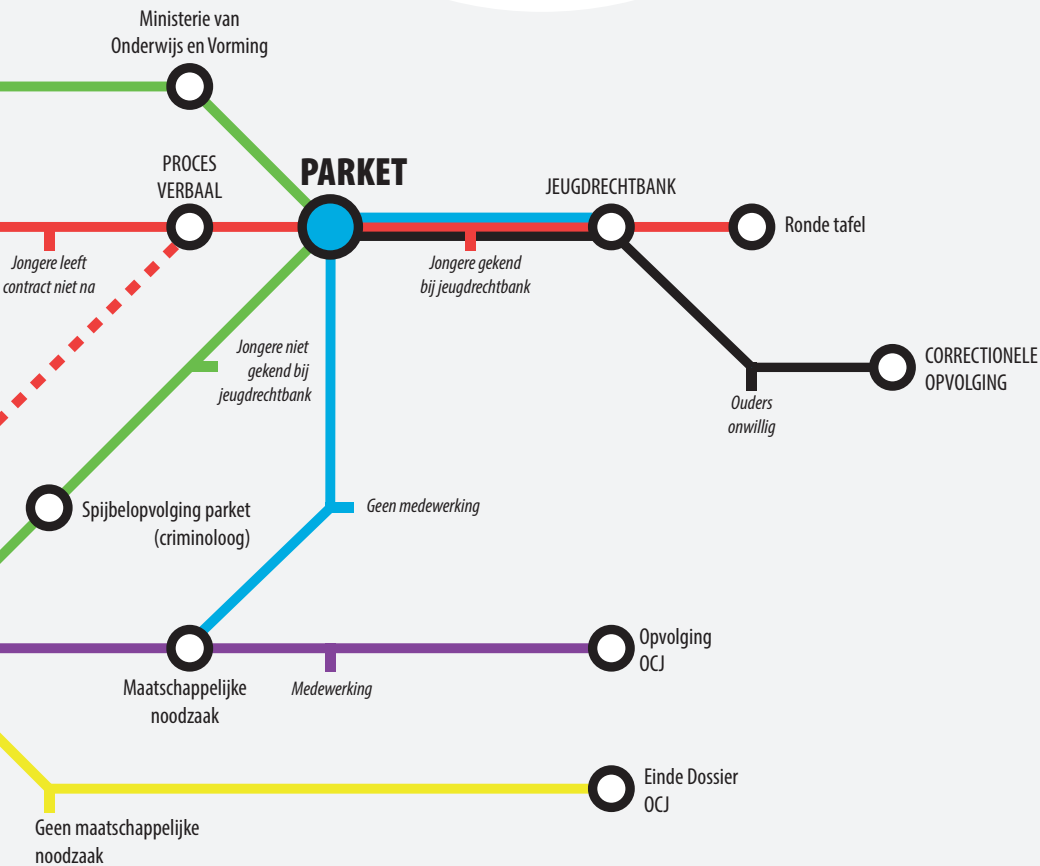 Ministerie van
Onderwijs en Vorming
PROCES
VERBAAL
PARKET
JEUGDRECHTBANK
Ronde tafel
Jongere leeft
contract niet na
Jongere gekend
bij jeugdrechtbank
Jongere niet
gekend bij
jeugdrechtbank
CORRECTIONELE
OPVOLGING
Ouders
onwillig
Spijbelopvolging parket
(criminoloog)
Geen medewerking
Opvolging
OCJ
Maatschappelijke
noodzaak
Medewerking
Einde Dossier
OCJ
Geen maatschappelijke
noodzaak